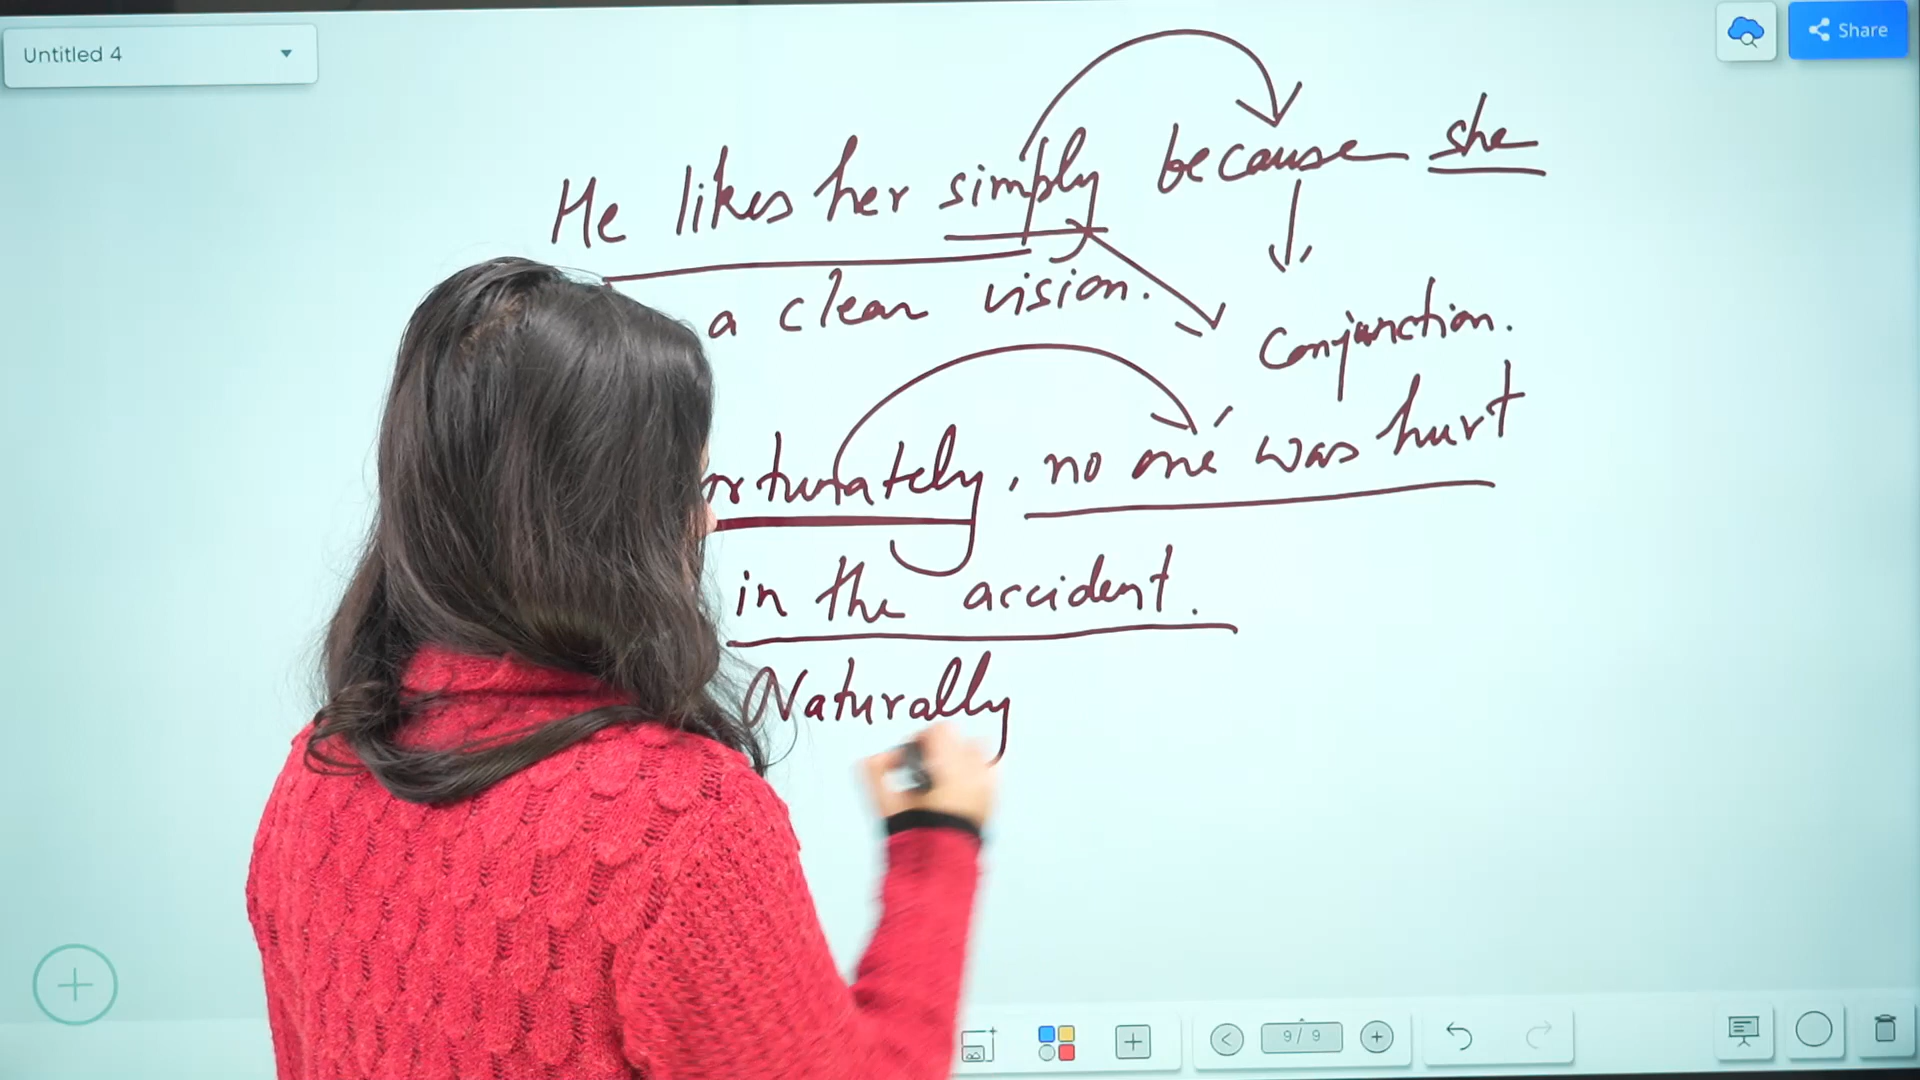 Untitled 4
Share
He likes her simply because she
a clear vision.
Conjunction.
rtunately, no one was hurt
in the accident.
Naturally
9/9